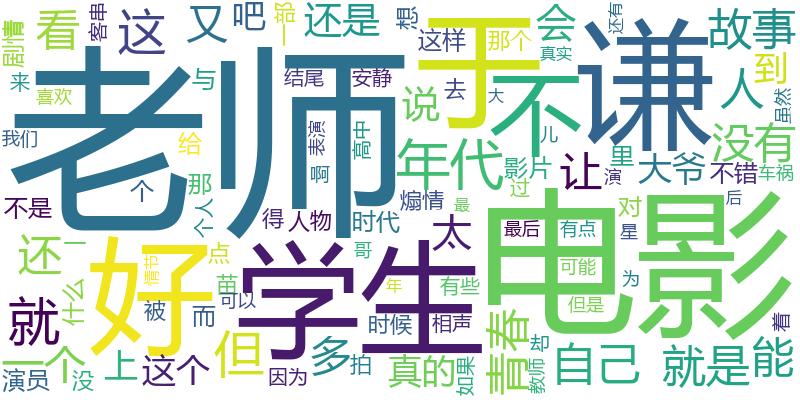 剧情
看
客串
这
又
吧
一部
还是
想
这样
那个
会
还有
故事
真实
到
老师
于
不
谦
来
喜欢
我们
与
给
结尾
安静
说
去
大
人
虽然
没有
个
那
啊
表演
高中
年代
影片
儿
里
大爷
不错
车祸
让
过
演
不是
个人
得
人物
时代
煽情
太
最
最后
有点
对
星
后
电影
还
一
好
情节
点
苗
哥
学生
年
有些
可能
为
就
什么
被
而
可以
时候
相声
但是
着
一个
上
这个
但
多
拍
真的
如果
青春
教师
却
自己
就是
能
演员
没
因为